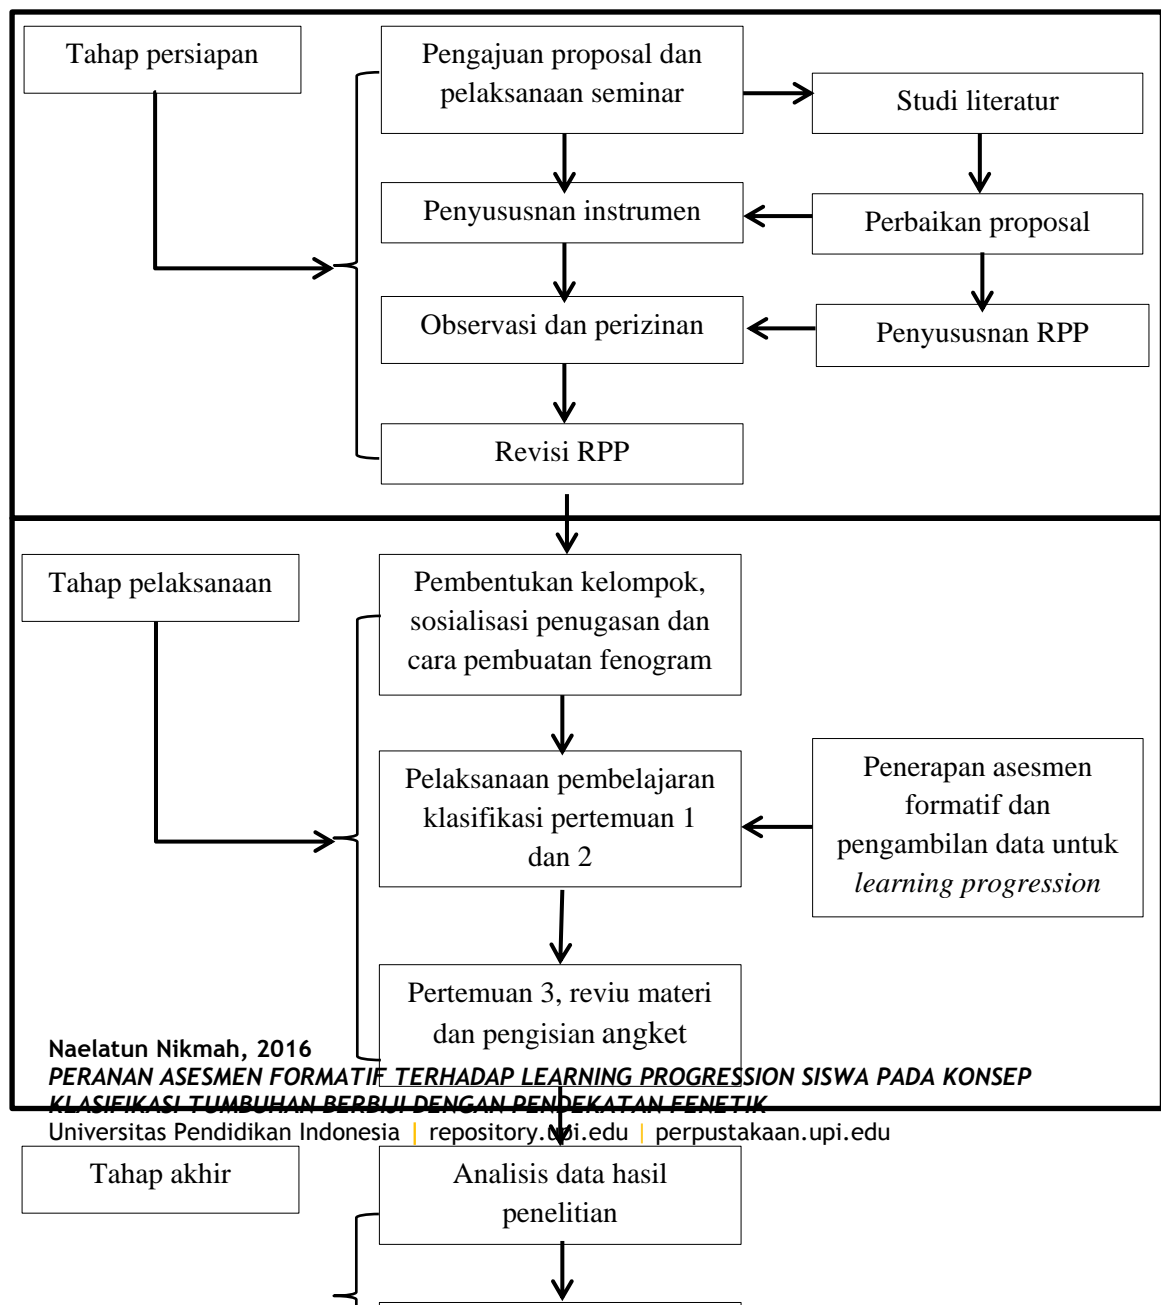 Tahap persiapan
Pengajuan proposal dan
pelaksanaan seminar
Studi literatur
Penyususnan instrumen
Perbaikan proposal
Observasi dan perizinan
Penyususnan RPP
Revisi RPP
Tahap pelaksanaan
Pembentukan kelompok,
sosialisasi penugasan dan
cara pembuatan fenogram
Pelaksanaan pembelajaran
klasifikasi pertemuan 1
dan 2
Penerapan asesmen
formatif dan
pengambilan data untuk
learning progression
Pertemuan 3, reviu materi
dan pengisian angket
Naelatun Nikmah, 2016
PERANAN ASESMEN FORMATIF TERHADAP LEARNING PROGRESSION SISWA PADA KONSEP
KLASIFIKASI TUMBUHAN BERBIJI DENGAN PENDEKATAN FENETIK
Universitas Pendidikan Indonesia | repository.upi.edu | perpustakaan.upi.edu
Tahap akhir
Analisis data hasil
penelitian